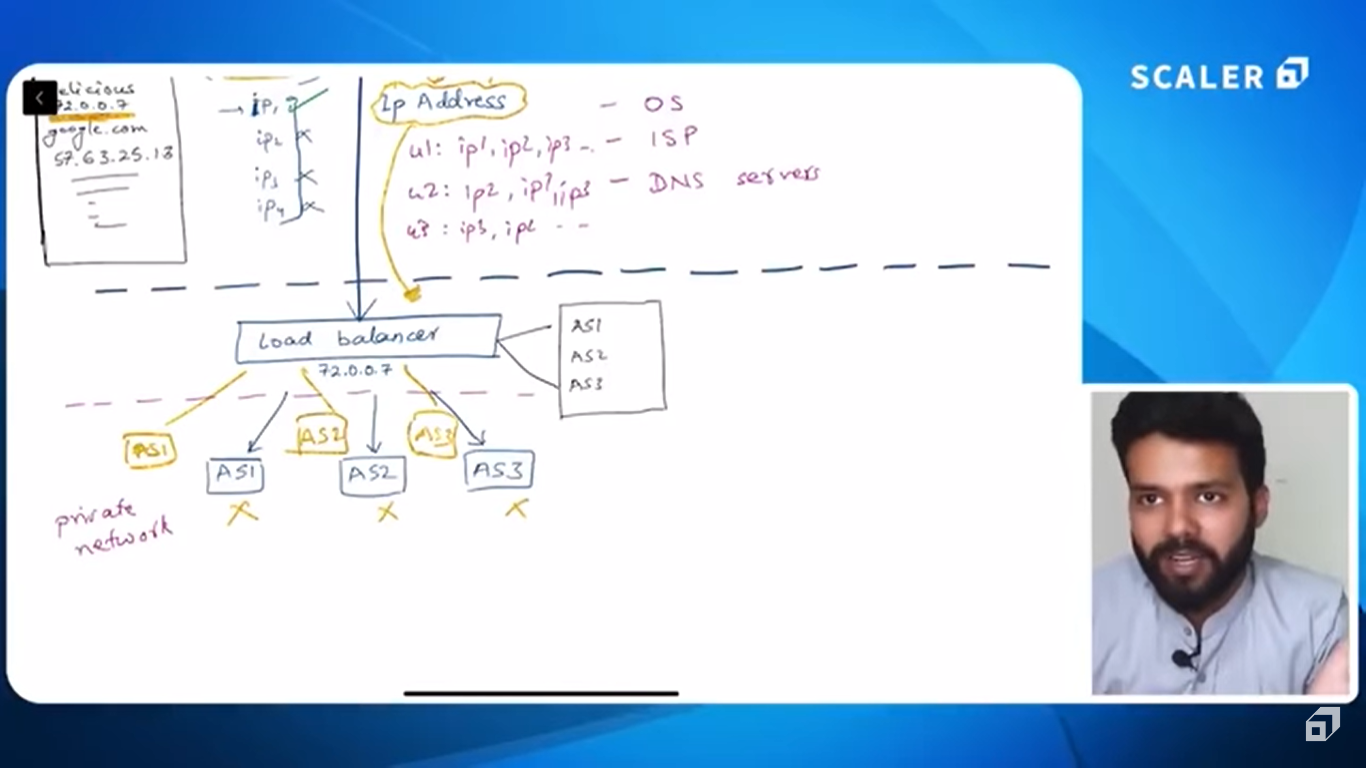 SCALER
elicious
72.0.0.7
google.com
57.63.25.13
ip1
ip2
ip3
ip4
Ip Address
- OS
u1: ip1, ip2, ip3 .. - ISP
u2: ip2, ip1, ip3 - DNS servers
u3: ip3, ip2 - -
Load balancer
72.0.0.7
AS1
AS2
AS3
AS1
AS2
AS3
AS1
AS2
AS3
private
network